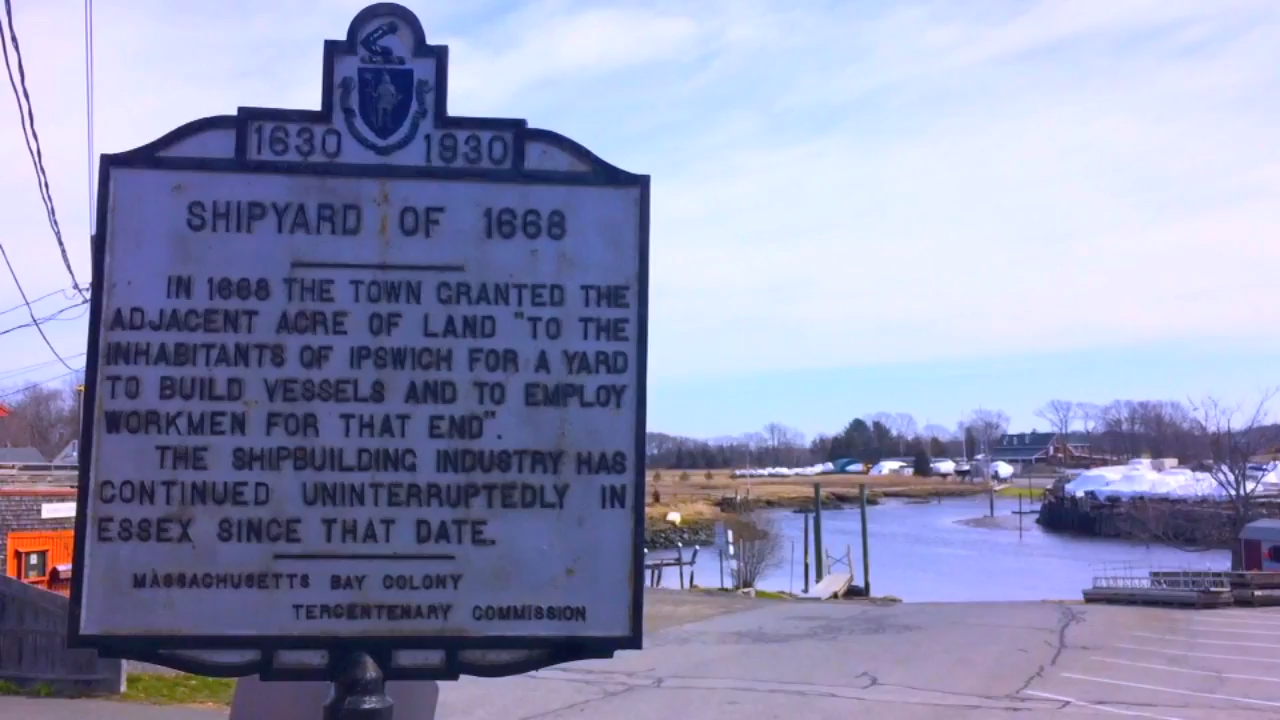 1630 1930
SHIPYARD OF 1668
IN 1668 THE TOWN GRANTED THE
ADJACENT ACRE OF LAND "TO THE
INHABITANTS OF IPSWICH FOR A YARD
TO BUILD VESSELS AND TO EMPLOY
WORKMEN FOR THAT END".
THE SHIPBUILDING INDUSTRY HAS
CONTINUED UNINTERRUPTEDLY IN
ESSEX SINCE THAT DATE.
MASSACHUSETTS BAY COLONY
TERCENTENARY COMMISSION